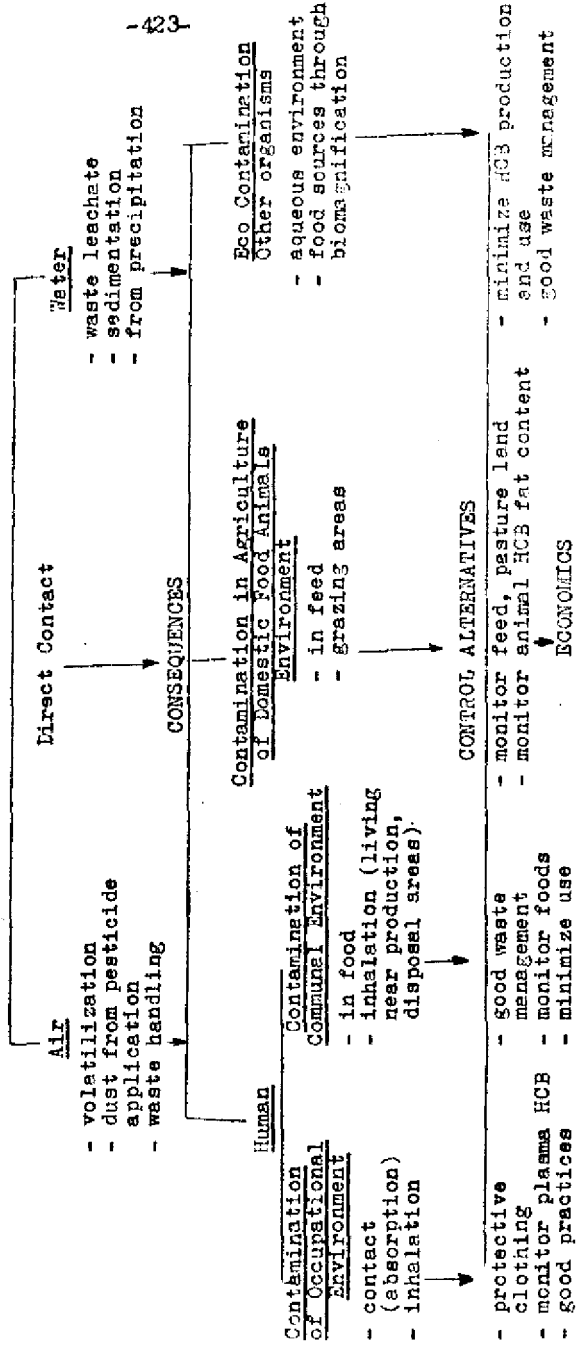 -423-
Direct Contact
Air
- volatilization
- dust from pesticide
application
- waste handling
Water
- waste leachate
- sedimentation
- from precipitation
CONSEQUENCES
Human
Contamination
of Occupational
Environment
- contact
(absorption)
- inhalation
Contamination of
Communal Environment
- in food
- inhalation (living
near production,
disposal areas).
Contamination in Agriculture
of Domestic Food Animals
Environment
- in feed
- grazing areas
Eco Contamination
Other organisms
- aqueous environment
- food sources through
biomagnification
CONTROL ALTERNATIVES
- protective
clothing
- monitor plasma HCB
- good practices
- good waste
management
- monitor foods
- minimize use
- monitor feed, pasture land
- monitor animal HCB fat content
- minimize HCB production
and use
- good waste management
ECONOMICS